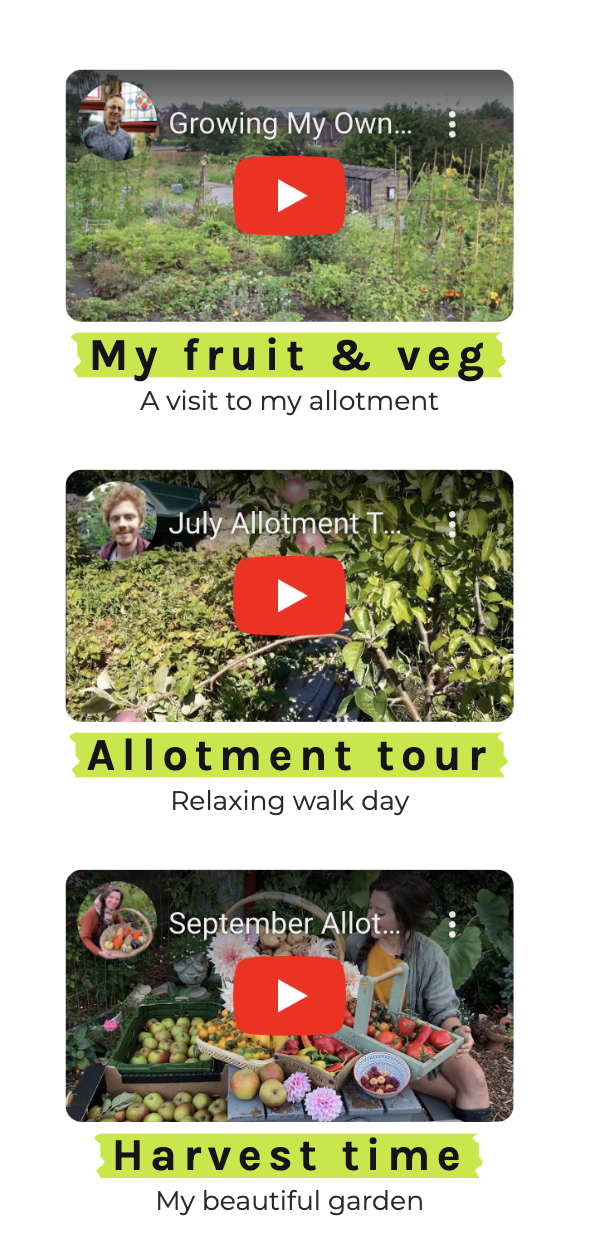 Growing My Own...
My fruit & veg
A visit to my allotment
July Allotment T...
Allotment tour
Relaxing walk day
September Allot...
Harvest time
My beautiful garden